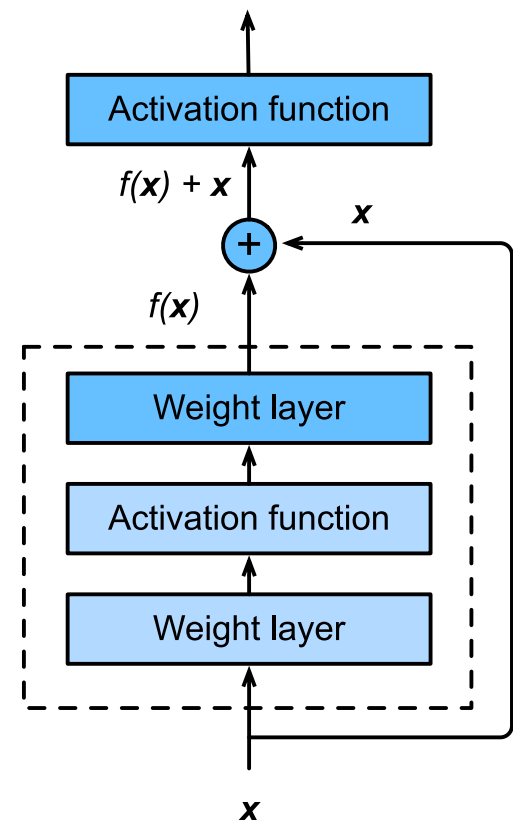 Activation function
f(x) + x
x
+
f(x)
Weight layer
Activation function
Weight layer
x